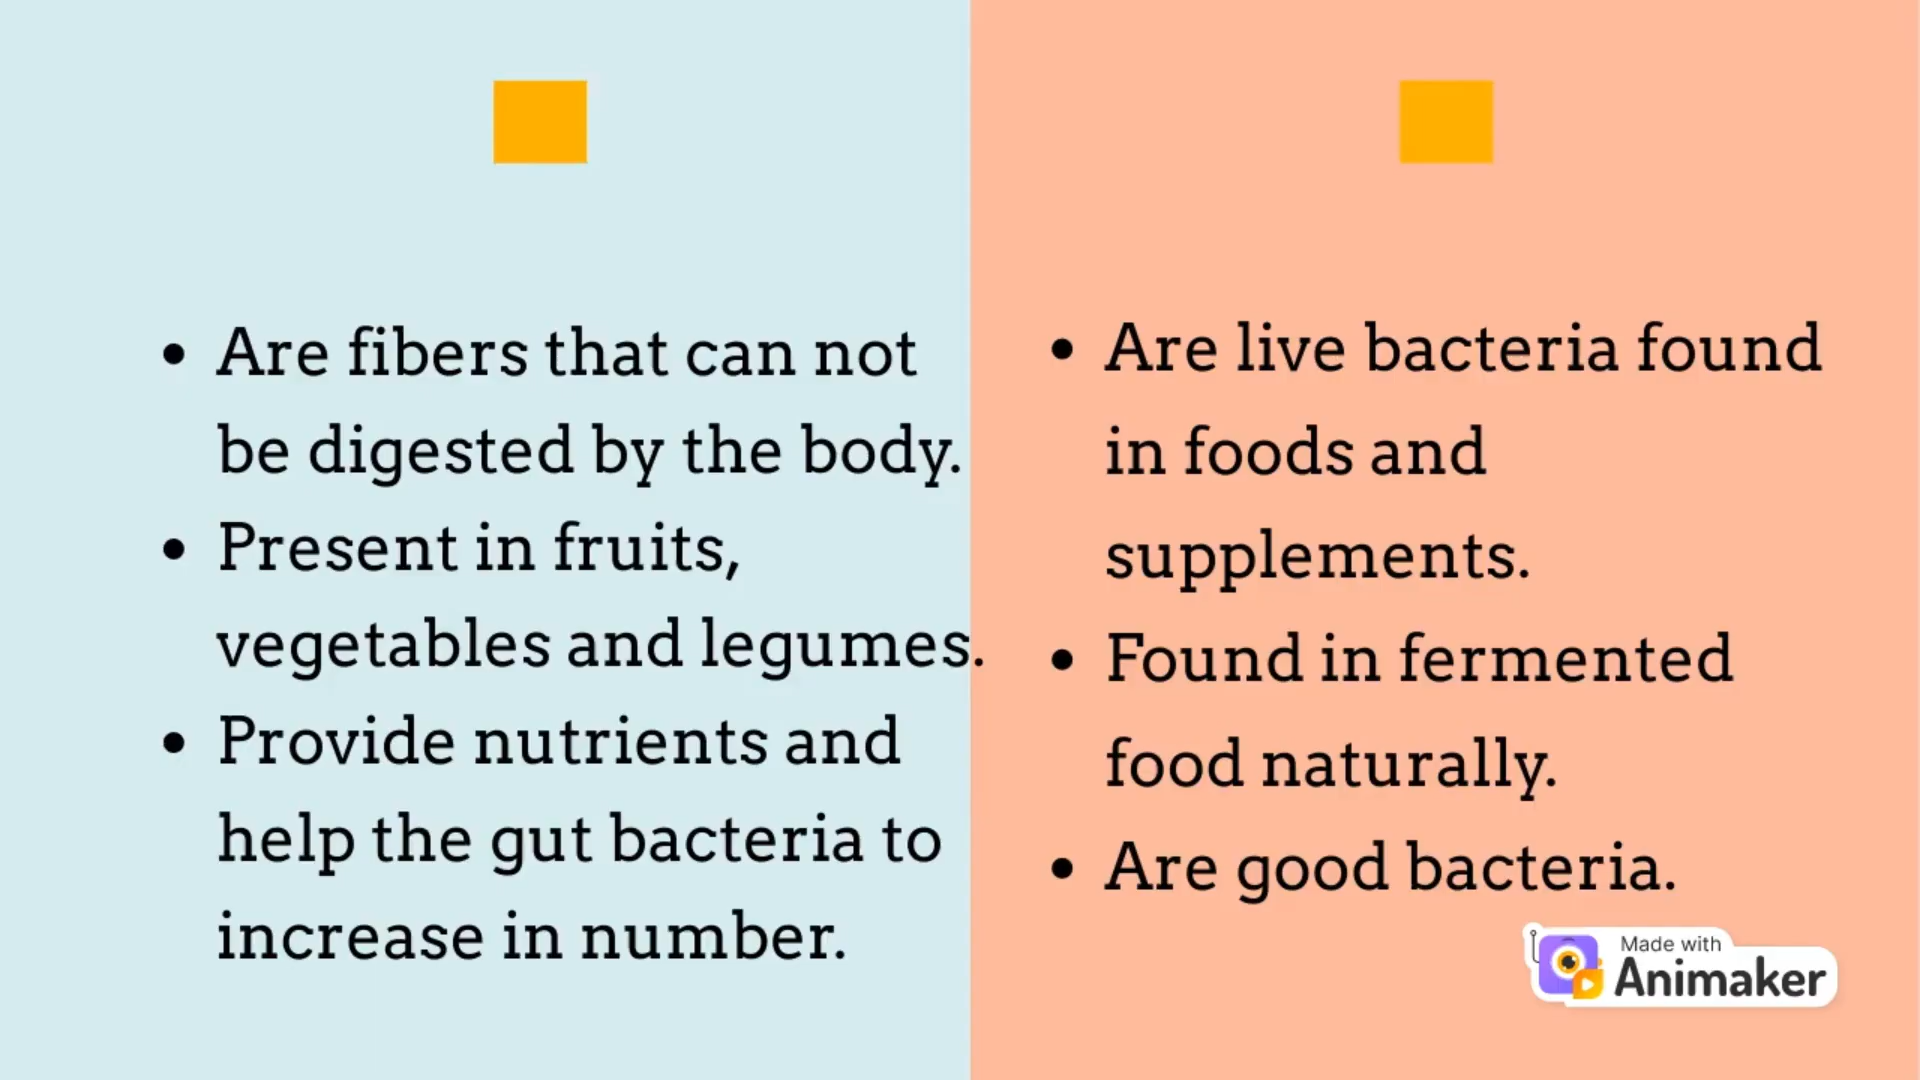 • Are fibers that can not
be digested by the body.
• Present in fruits,
vegetables and legumes.
• Provide nutrients and
help the gut bacteria to
increase in number.
• Are live bacteria found
in foods and
supplements.
• Found in fermented
food naturally.
• Are good bacteria.
Made with
Animaker